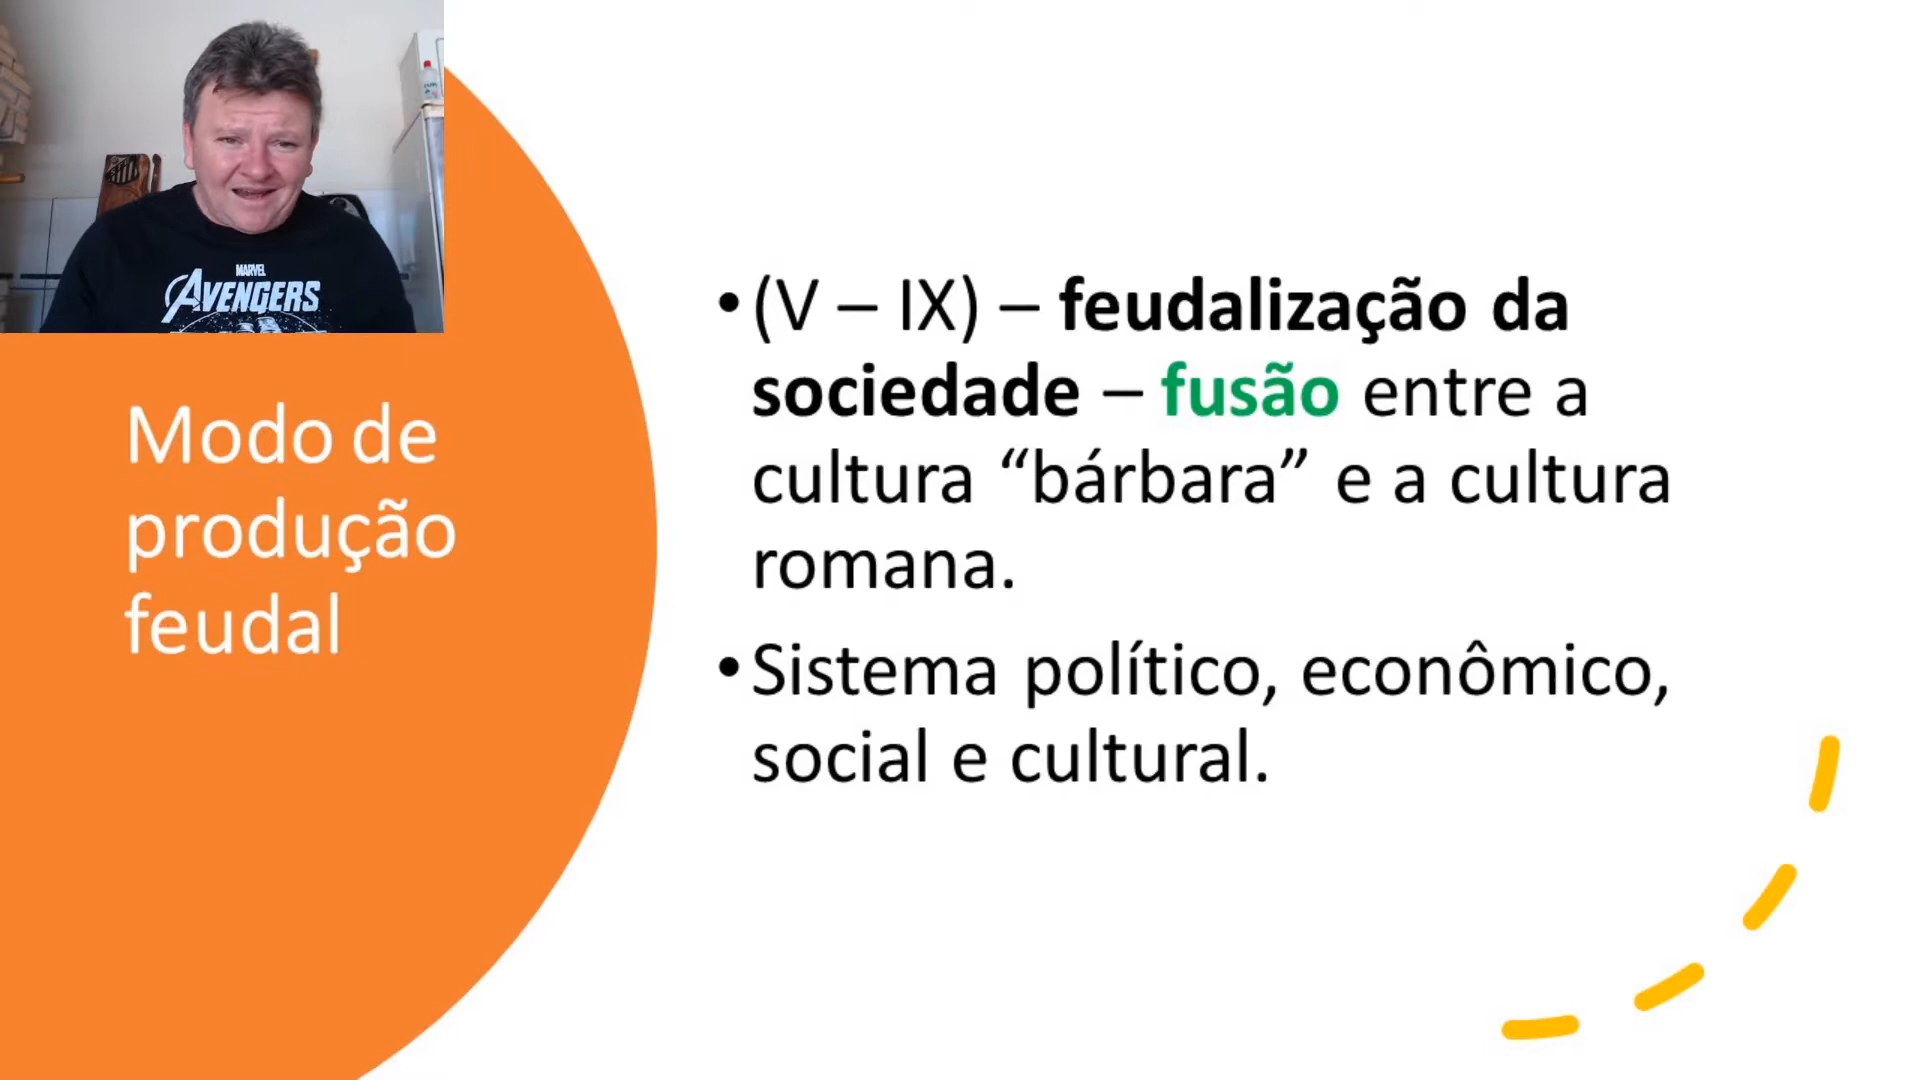 MARVEL
AVENGERS
Modo de
produção
feudal
• (V – IX) – feudalização da
sociedade – fusão entre a
cultura “bárbara” e a cultura
romana.
• Sistema político, econômico,
social e cultural.